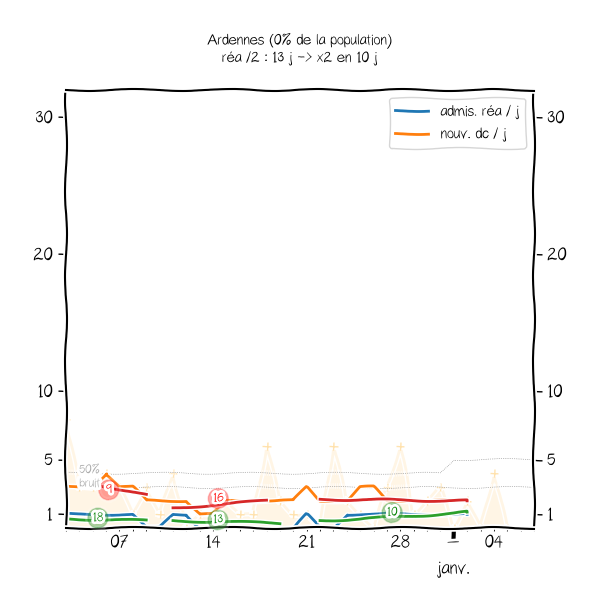 Ardennes (0% de la population)
réa /2 : 13 j -> x2 en 10 j
admis. réa / j
nouv. dc / j
30 30
20 20
10 10
5 5
50%
bruit
9
16
18
13
10
1 1
07 14 21 28 04
janv.